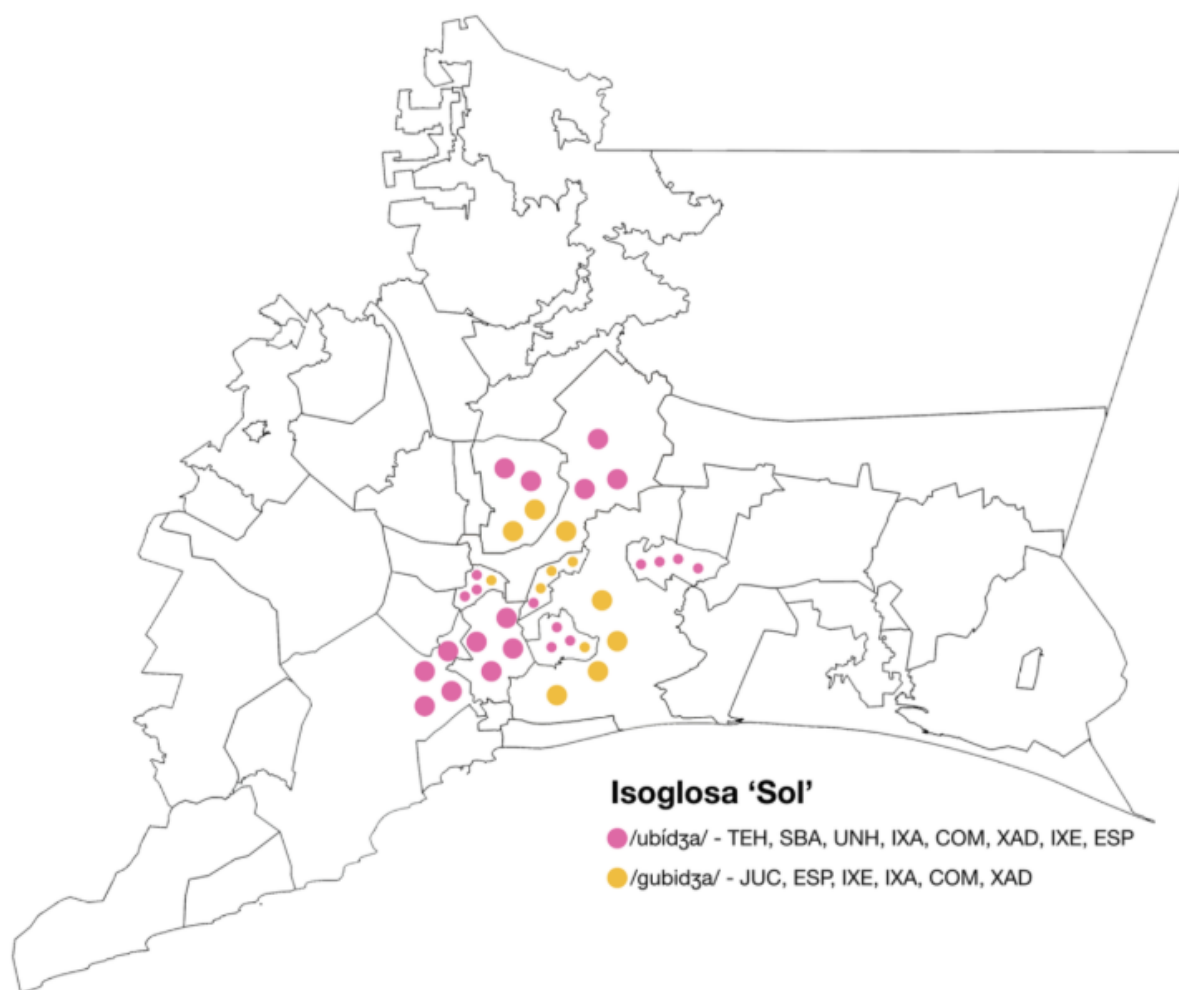 Isoglosa ‘Sol’
/ubídʒa/ - TEH, SBA, UNH, IXA, COM, XAD, IXE, ESP
/gubidʒa/ - JUC, ESP, IXE, IXA, COM, XAD